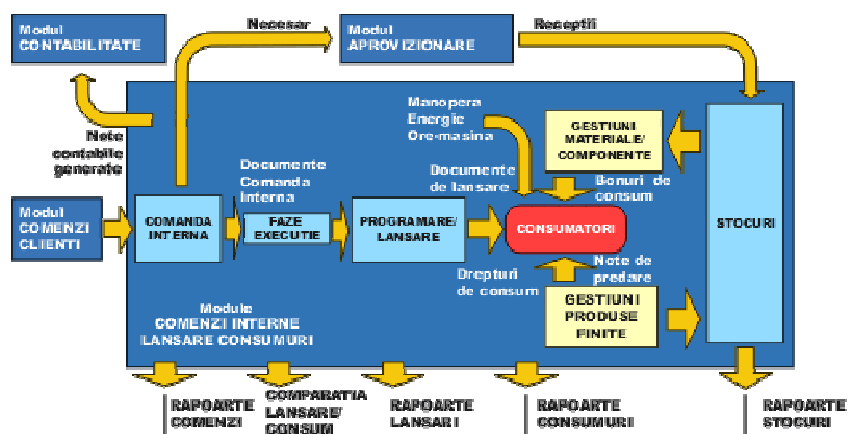 Modul
CONTABILITATE
Necesar
Modul
APROVIZIONARE
Receptii
Note
contabile
generate
Manopera
Energie
Ore-masina
GESTIUNI
MATERIALE/
COMPONENTE
Documente
Comanda
Interna
Documente
de lansare
Bonuri de
consum
Modul
COMENZI
CLIENTI
COMANDA
INTERNA
FAZE
EXECUTIE
PROGRAMARE/
LANSARE
CONSUMATORI
STOCURI
Drepturi
de consum
Note de
predare
GESTIUNI
PRODUSE
FINITE
Module
COMENZI INTERNE
LANSARE CONSUMURI
RAPOARTE
COMENZI
COMPARATIA
LANSARE/
CONSUM
RAPOARTE
LANSARI
RAPOARTE
CONSUMURI
RAPOARTE
STOCURI